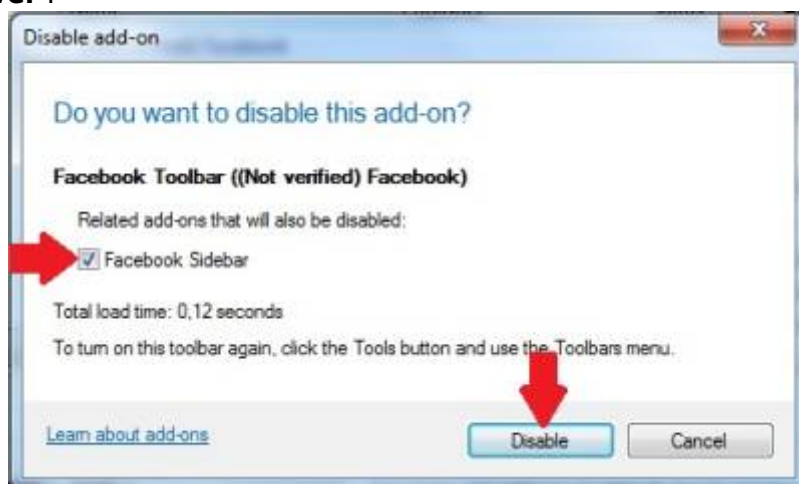 Disable add-on
Do you want to disable this add-on?
Facebook Toolbar ((Not verified) Facebook)
Related add-ons that will also be disabled:
Facebook Sidebar
Total load time: 0,12 seconds
To turn on this toolbar again, click the Tools button and use the Toolbars menu.
Learn about add-ons
Disable
Cancel